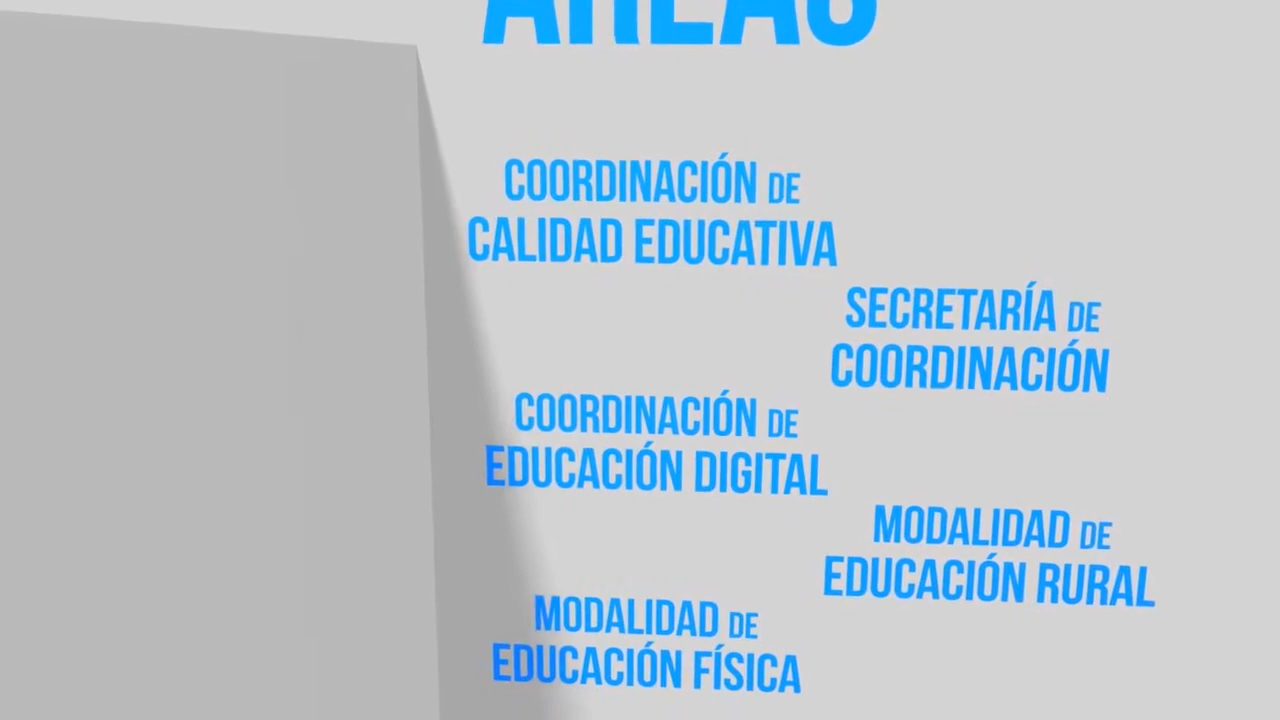 ÁREAS
COORDINACIÓN DE
CALIDAD EDUCATIVA
SECRETARÍA DE
COORDINACIÓN
COORDINACIÓN DE
EDUCACIÓN DIGITAL
MODALIDAD DE
EDUCACIÓN RURAL
MODALIDAD DE
EDUCACIÓN FÍSICA